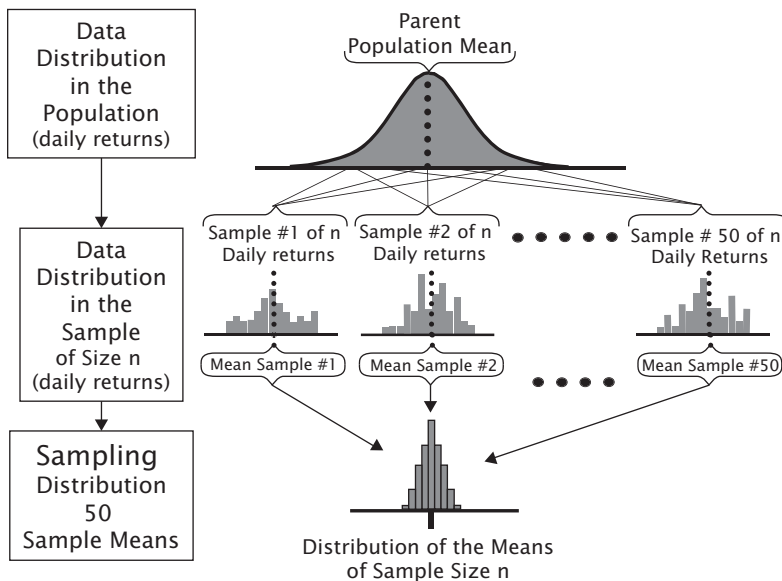 Data
Distribution
in the
Population
(daily returns)
Parent
Population Mean
Data
Distribution
in the
Sample
of Size n
(daily returns)
Sample #1 of n
Daily returns
Sample #2 of n
Daily returns
Sample # 50 of n
Daily Returns
Mean Sample #1
Mean Sample #2
Mean Sample #50
Sampling
Distribution
50
Sample Means
Distribution of the Means
of Sample Size n